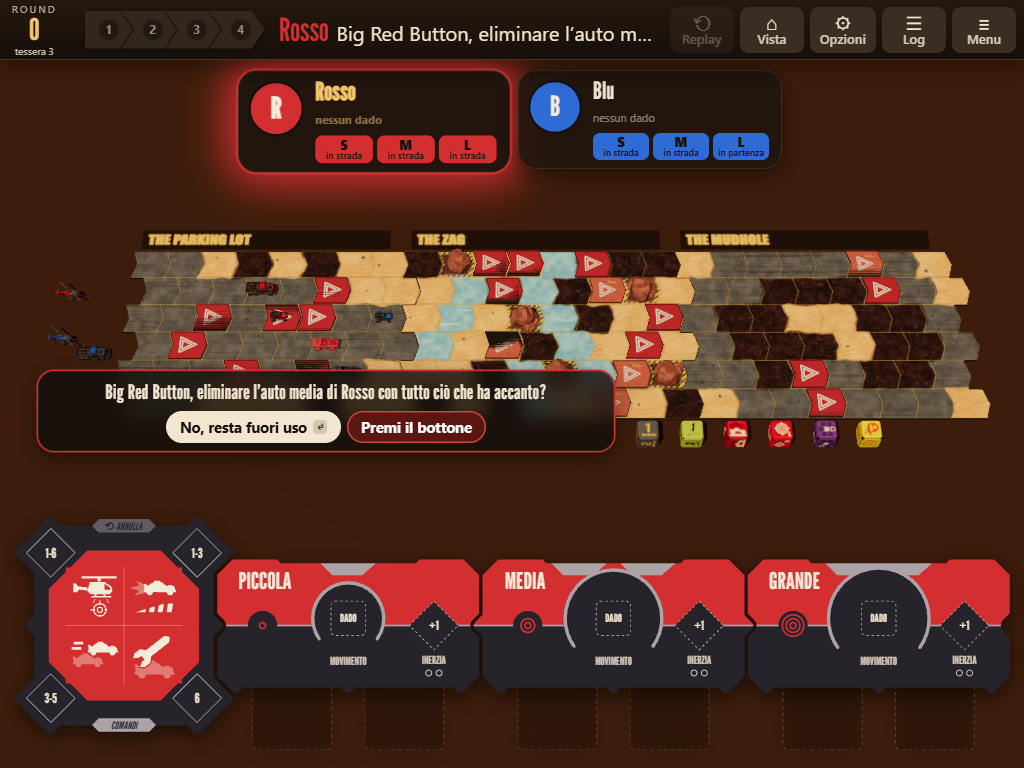 ROUND
0
tessera 3
1
2
3
4
Rosso Big Red Button, eliminare l'auto m...
Replay
Vista
Opzioni
Log
Menu
R
Rosso
nessun dado
S
in strada
M
in strada
L
in strada
B
Blu
nessun dado
S
in strada
M
in strada
L
in partenza
THE PARKING LOT
THE ZAG
THE MUDHOLE
Big Red Button, eliminare l'auto media di Rosso con tutto ciò che ha accanto?
No, resta fuori uso
Premi il bottone
ANNULLA
1-6
1-3
3-5
6
COMANDI
PICCOLA
DADO
+1
MOVIMENTO
INERZIA
MEDIA
DADO
+1
MOVIMENTO
INERZIA
GRANDE
DADO
+1
MOVIMENTO
INERZIA